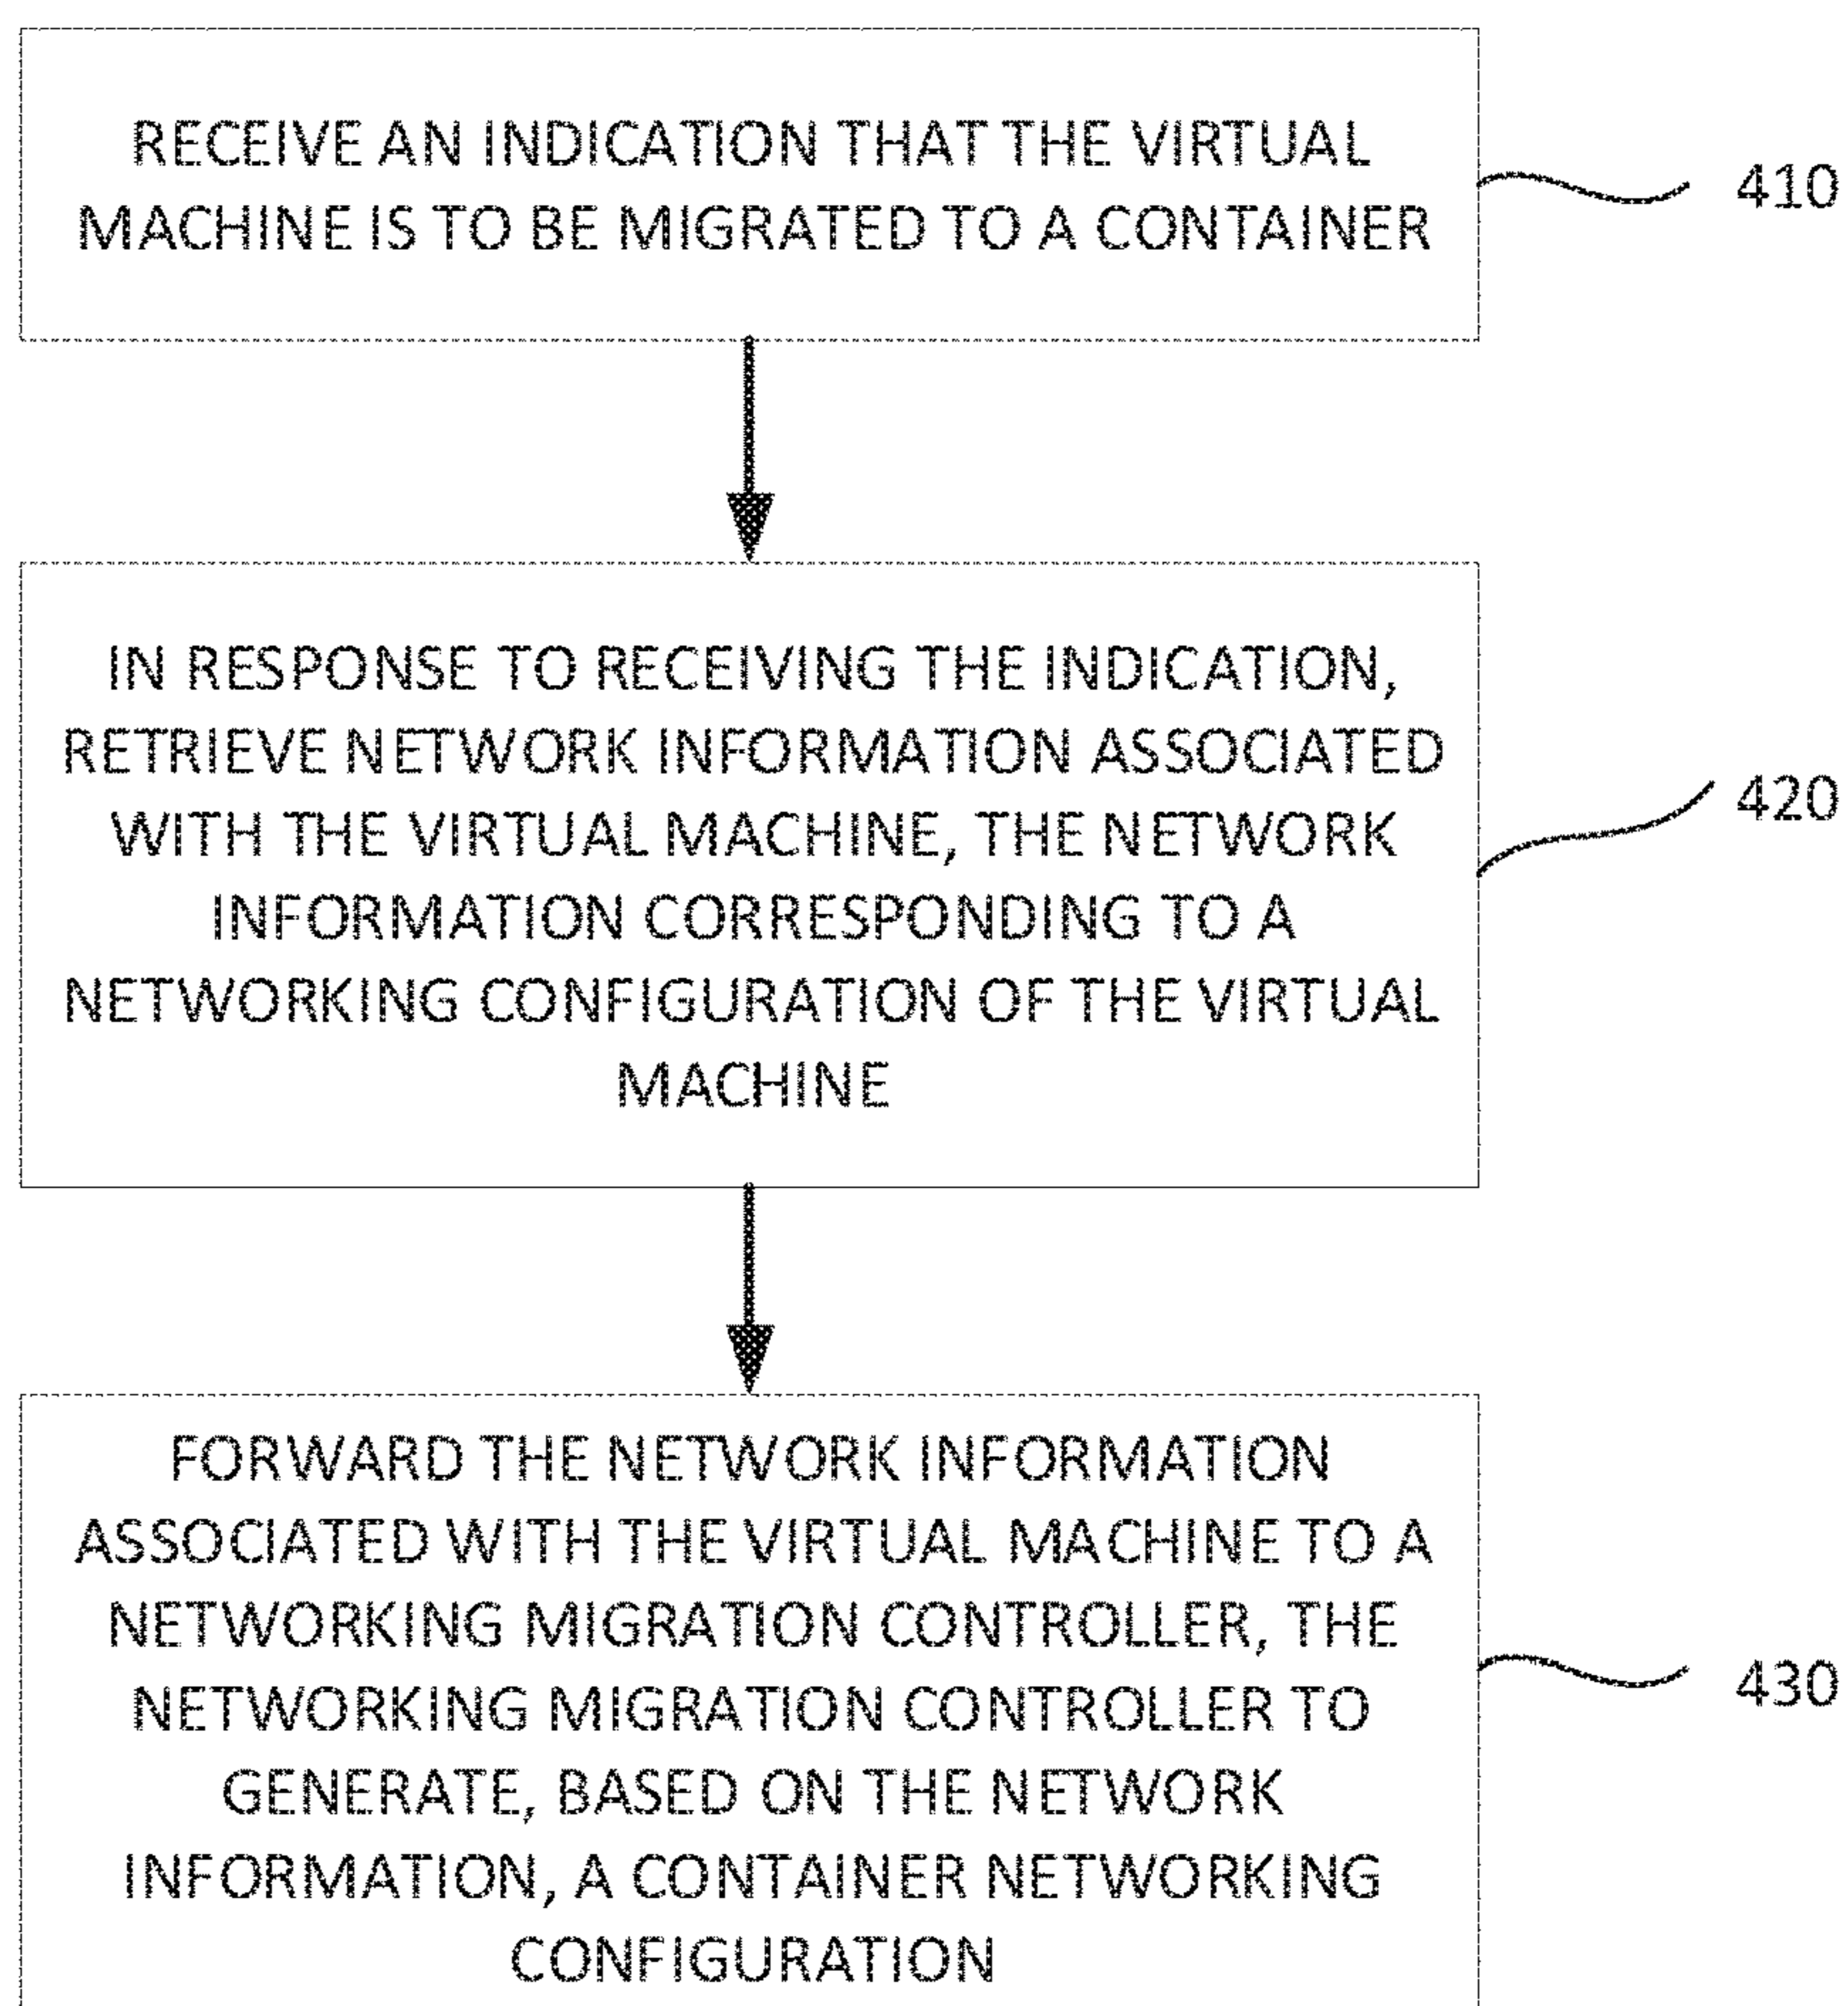 RECEIVE AN INDICATION THAT THE VIRTUAL
MACHINE IS TO BE MIGRATED TO A CONTAINER
410
IN RESPONSE TO RECEIVING THE INDICATION,
RETRIEVE NETWORK INFORMATION ASSOCIATED
WITH THE VIRTUAL MACHINE, THE NETWORK
INFORMATION CORRESPONDING TO A
NETWORKING CONFIGURATION OF THE VIRTUAL
MACHINE
420
FORWARD THE NETWORK INFORMATION
ASSOCIATED WITH THE VIRTUAL MACHINE TO A
NETWORKING MIGRATION CONTROLLER, THE
NETWORKING MIGRATION CONTROLLER TO
GENERATE, BASED ON THE NETWORK
INFORMATION, A CONTAINER NETWORKING
CONFIGURATION
430